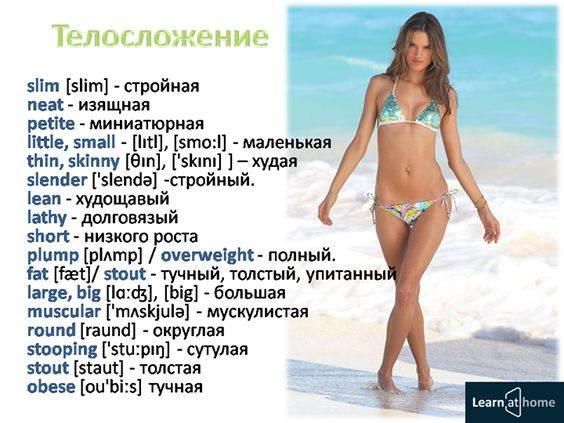 Телосложение
slim [slim] - стройная
neat - изящная
petite - миниатюрная
little, small - [lɪtl], [smo:l] - маленькая
thin, skinny [θɪn], ['skɪnɪ] ] – худая
slender ['slendə] -стройный.
lean - худощавый
lathy - долговязый
short - низкого роста
plump [plʌmp] / overweight - полный.
fat [fæt]/ stout - тучный, толстый, упитанный
large, big [lɑːʤ], [big] - большая
muscular ['mʌskjulə] - мускулистая
round [raund] - округлая
stooping ['stu:pɪŋ] - сутулая
stout [staut] - толстая
obese [ou'bi:s] тучная
Learn at home